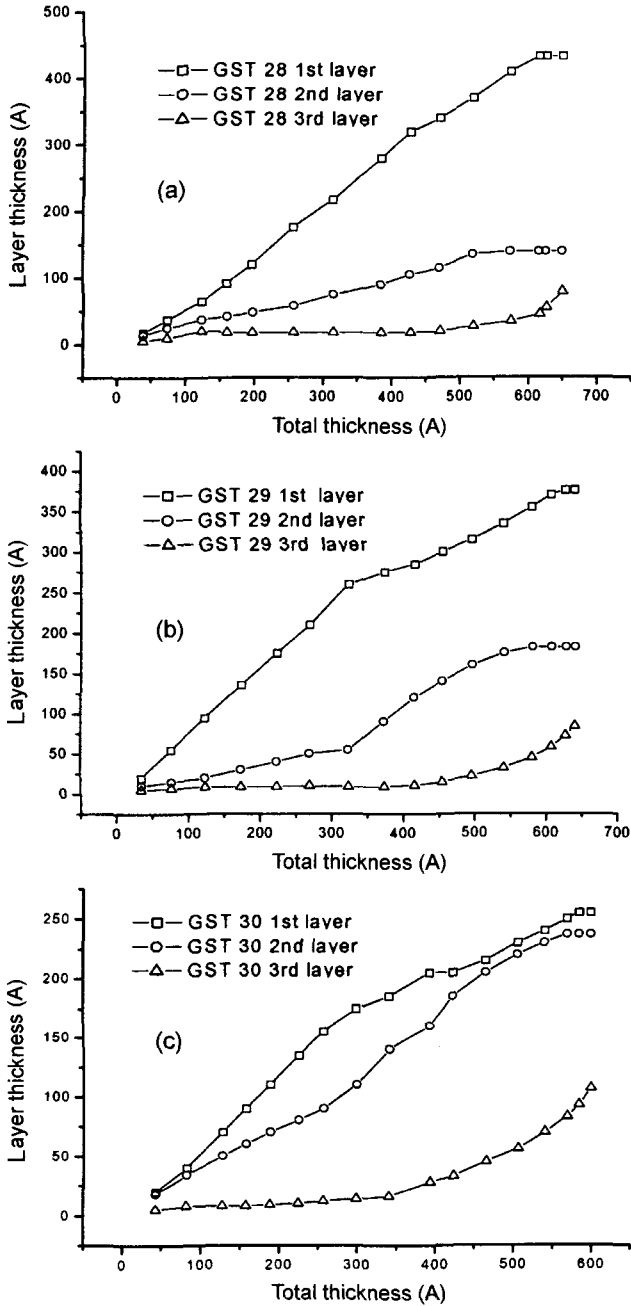 500
GST 28 1st layer
GST 28 2nd layer
GST 28 3rd layer
400
300
(a)
200
100
0
Layer thickness (A)
0 100 200 300 400 500 600 700
Total thickness (A)
400
GST 29 1st layer
350
GST 29 2nd layer
GST 29 3rd layer
300
250
(b)
200
150
100
50
0
Layer thickness (A)
0 100 200 300 400 500 600 700
Total thickness (A)
250
GST 30 1st layer
GST 30 2nd layer
GST 30 3rd layer
200
150
(c)
100
50
0
Layer thickness (A)
0 100 200 300 400 500 600
Total thickness (A)